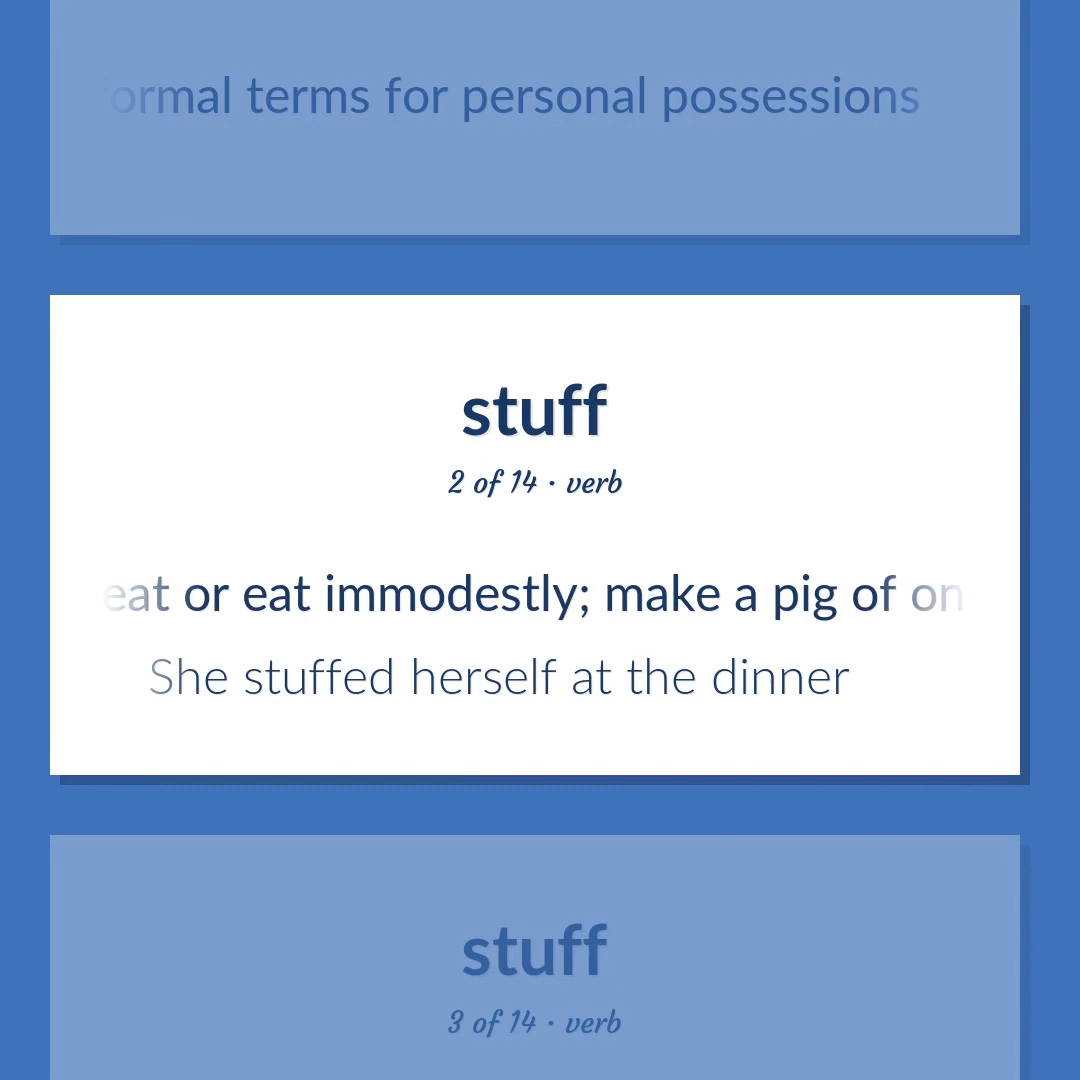 ormal terms for personal possessions
stuff
2 of 14 · verb
eat or eat immodestly; make a pig of on
She stuffed herself at the dinner
stuff
3 of 14 · verb